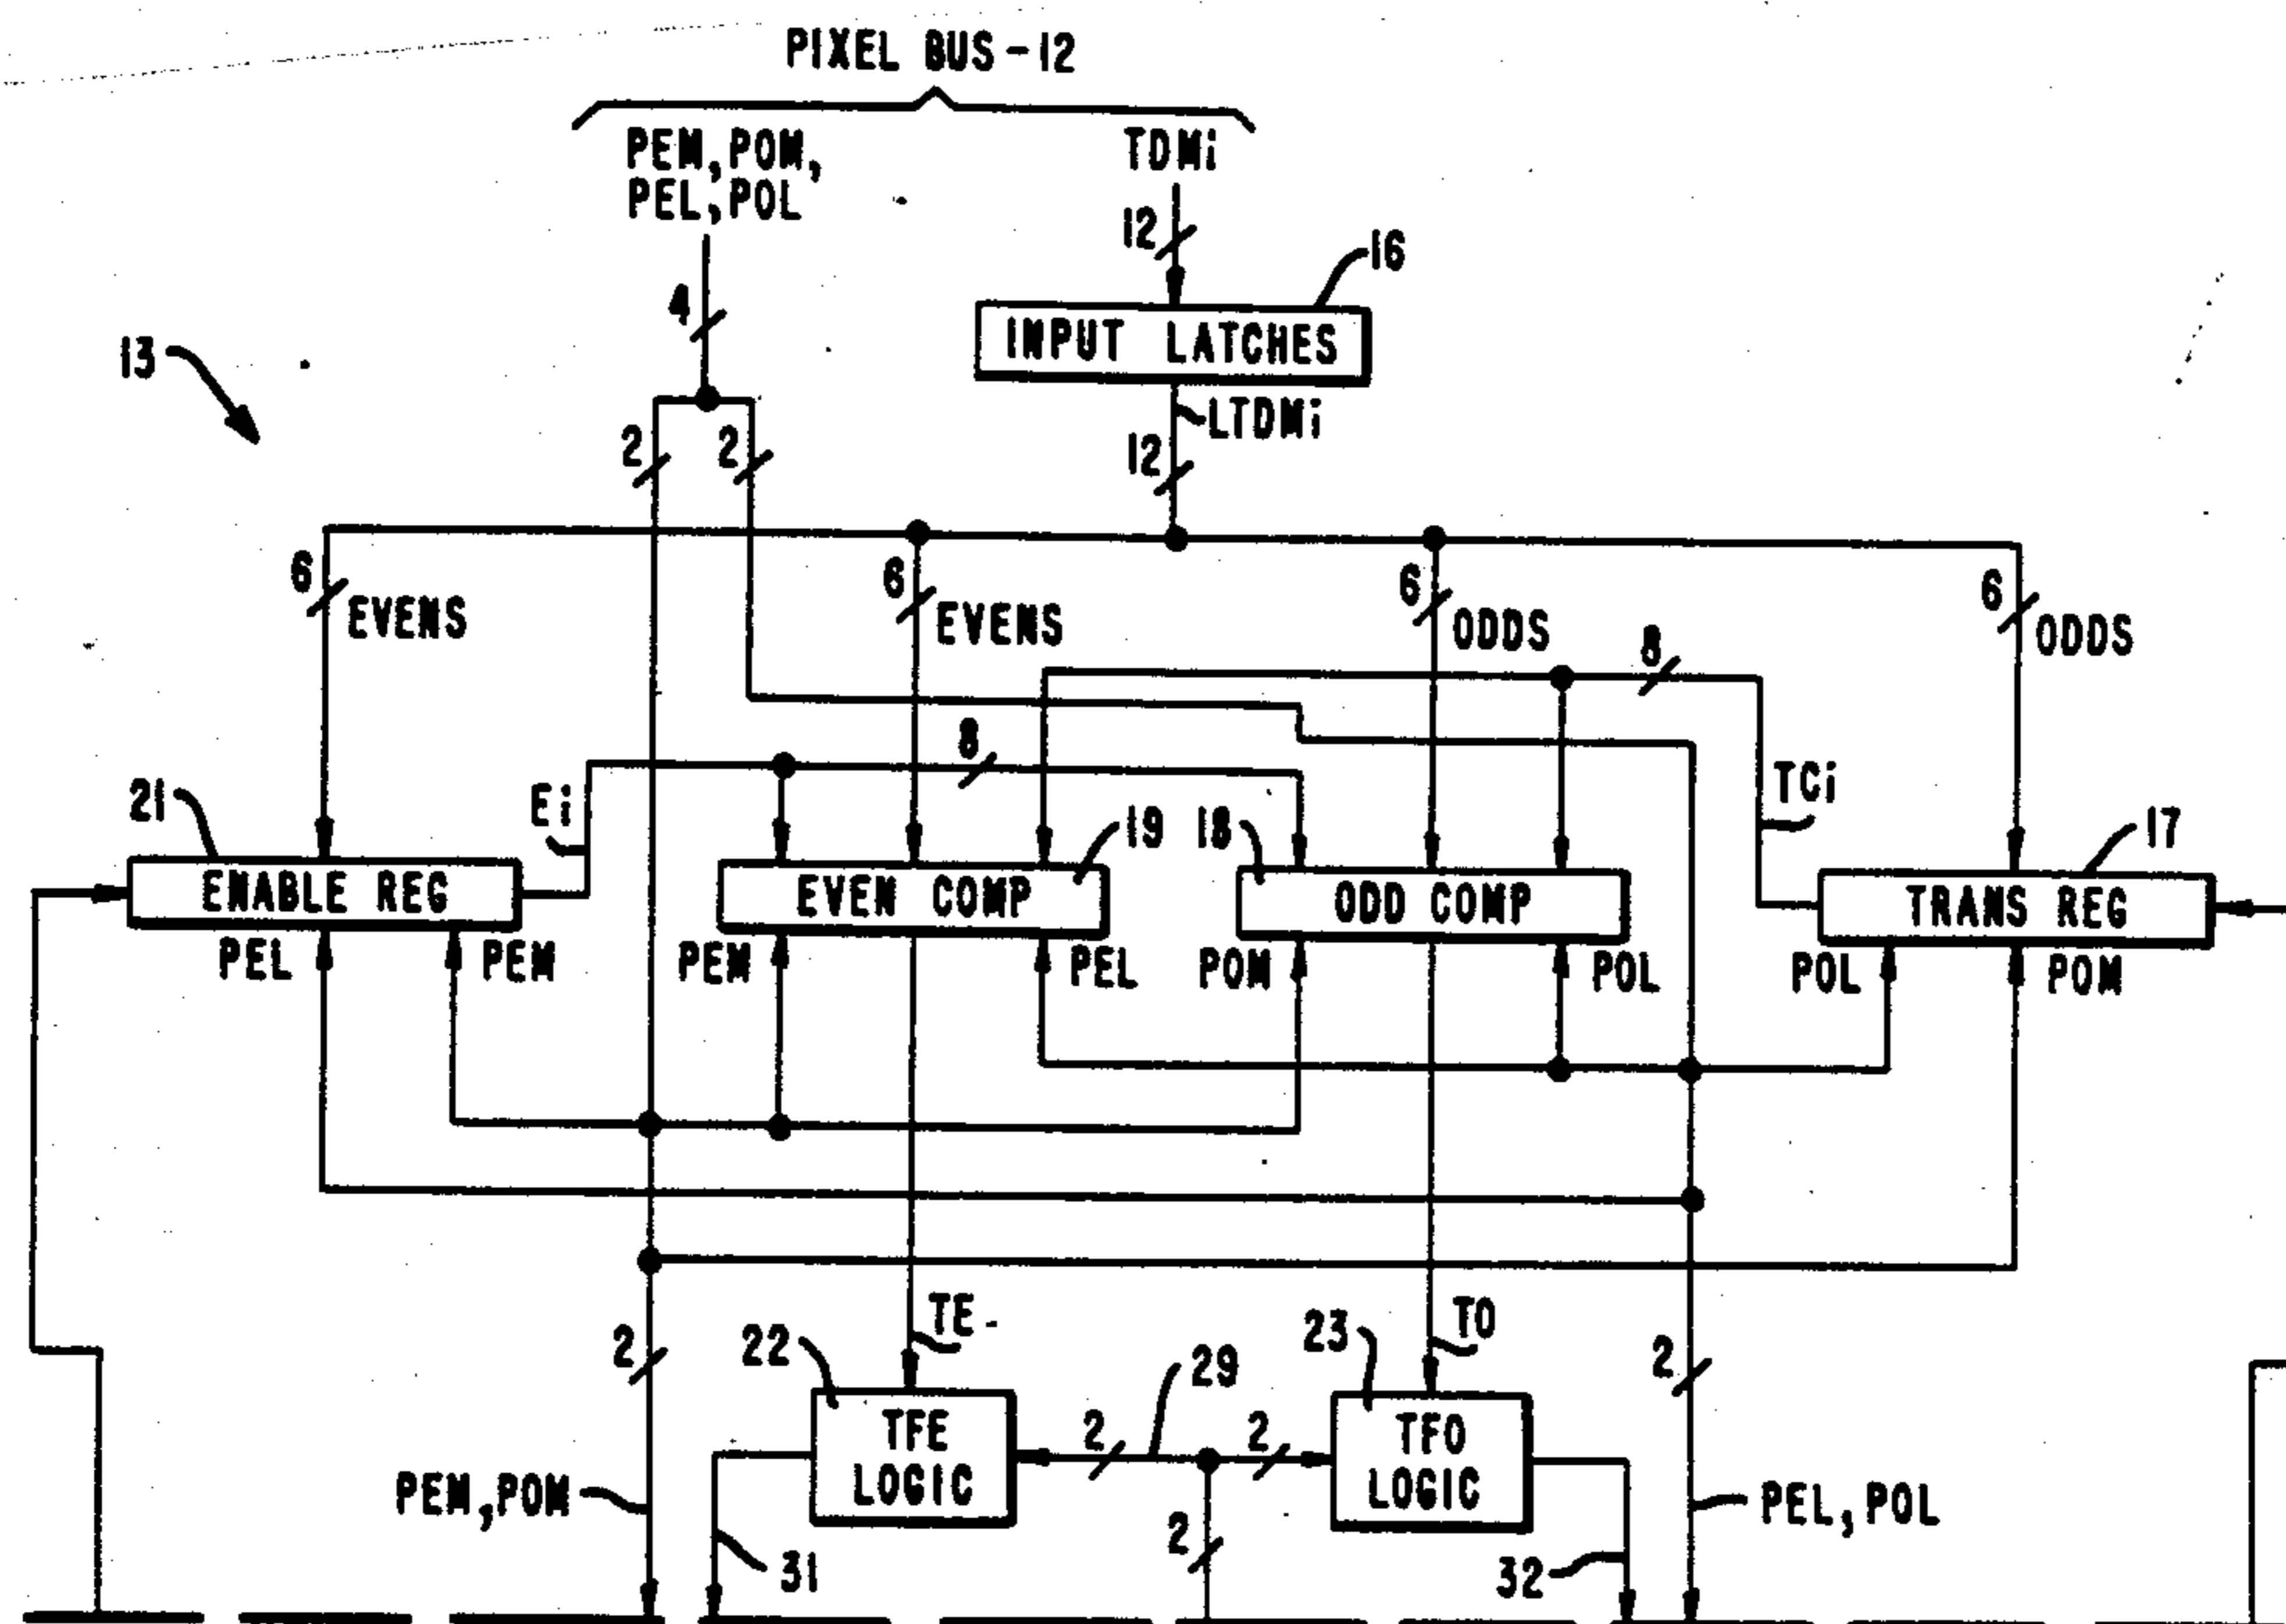 PIXEL BUS-12
PEM, POM,
PEL, POL
TDMi
12
16
4
INPUT LATCHES
13
LTDMi
2
2
12
6
EVENS
6
EVENS
6
ODDS
6
ODDS
8
8
TCi
Ei
21
19
18
17
ENABLE REG
EVEN COMP
ODD COMP
TRANS REG
PEL
PEM
PEM
PEL
POM
POL
POL
POM
TE
TO
2
22
23
29
2
TFE
LOGIC
2
2
TFO
LOGIC
PEM, POM
PEL, POL
2
31
32